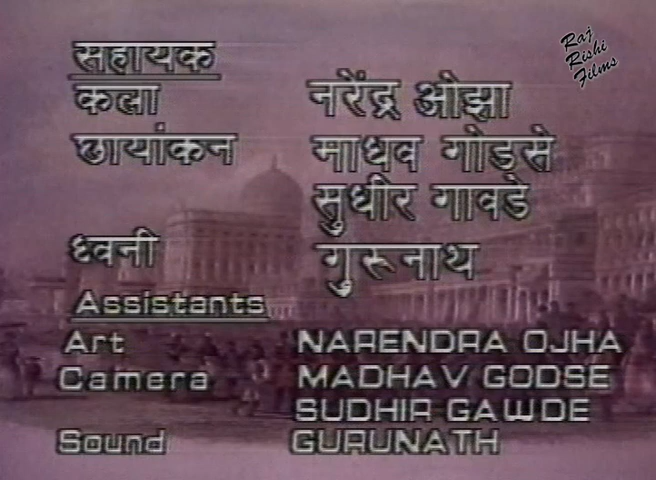 Raj
Rishi
Films
सहायक
कला नरेंद्र ओझा
छायांकन माधव गोडसे
सुधीर गावडे
ध्वनी गुरूनाथ
Assistants
Art NARENDRA OJHA
Camera MADHAV GODSE
SUDHIR GAWDE
Sound GURUNATH